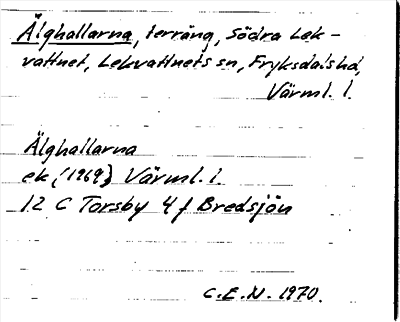 Älghallarna, terräng, Södra Lek-
vattnet, Lekvattnets sn, Fryksdals hd,
Värml. l.
Älghallarna
ek (1969) Värml. l.
12 C Torsby 4 f Bredsjön
C.E.N. 1970.